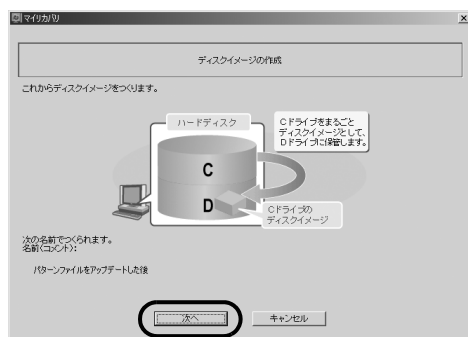 マイリカバリ
ディスクイメージの作成
これからディスクイメージをつくります。
ハードディスク
Cドライブをまるごと
ディスクイメージとして、
Dドライブに保管します。
C
D
Cドライブの
ディスクイメージ
次の名前でつくられます。
名前(コメント):
パターンファイルをアップデートした後
次へ
キャンセル